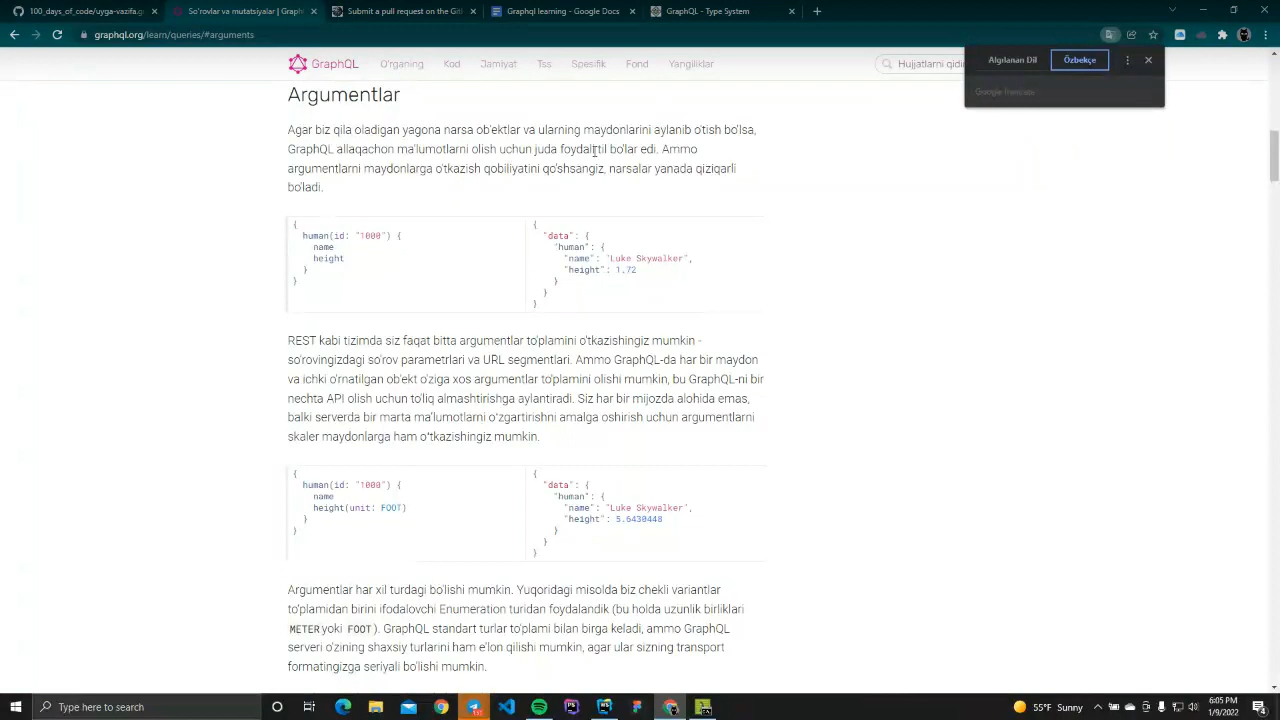 100_days_of_code/uyga-vazifa.g
So'rovlar va mutatsiyalar | Graph
Submit a pull request on the Gitl
Graphql learning - Google Docs
GraphQL - Type System
graphql.org/learn/queries/#arguments
GraphQL
O'rganing
Kod
Jamiyat
Tss
Spesifik
Fond
Yangiliklar
Hujjatlarni qidi
Algılanan Dil
Özbekçe
Google Translate
Argumentlar
Agar biz qila oladigan yagona narsa ob'ektlar va ularning maydonlarini aylanib o'tish bo'lsa,
GraphQL allaqachon ma'lumotlarni olish uchun juda foydali til bo'lar edi. Ammo
argumentlarni maydonlarga o'tkazish qobiliyatini qo'shsangiz, narsalar yanada qiziqarli
bo'ladi.
{
human(id: "1000") {
name
height
}
}
{
"data": {
"human": {
"name": "Luke Skywalker",
"height": 1.72
}
}
}
REST kabi tizimda siz faqat bitta argumentlar to'plamini o'tkazishingiz mumkin -
so'rovingizdagi so'rov parametrlari va URL segmentlari. Ammo GraphQL-da har bir maydon
va ichki o'rnatilgan ob'ekt o'ziga xos argumentlar to'plamini olishi mumkin, bu GraphQL-ni bir
nechta API olish uchun to'liq almashtirishga aylantiradi. Siz har bir mijozda alohida emas,
balki serverda bir marta ma'lumotlarni o'zgartirishni amalga oshirish uchun argumentlarni
skaler maydonlarga ham o'tkazishingiz mumkin.
{
human(id: "1000") {
name
height(unit: FOOT)
}
}
{
"data": {
"human": {
"name": "Luke Skywalker",
"height": 5.6430448
}
}
}
Argumentlar har xil turdagi bo'lishi mumkin. Yuqoridagi misolda biz chekli variantlar
to'plamidan birini ifodalovchi Enumeration turidan foydalandik (bu holda uzunlik birliklari
METER yoki FOOT). GraphQL standart turlar to'plami bilan birga keladi, ammo GraphQL
serveri o'zining shaxsiy turlarini ham e'lon qilishi mumkin, agar ular sizning transport
formatingizga seriyali bo'lishi mumkin.
Type here to search
55°F Sunny
6:05 PM
1/9/2022